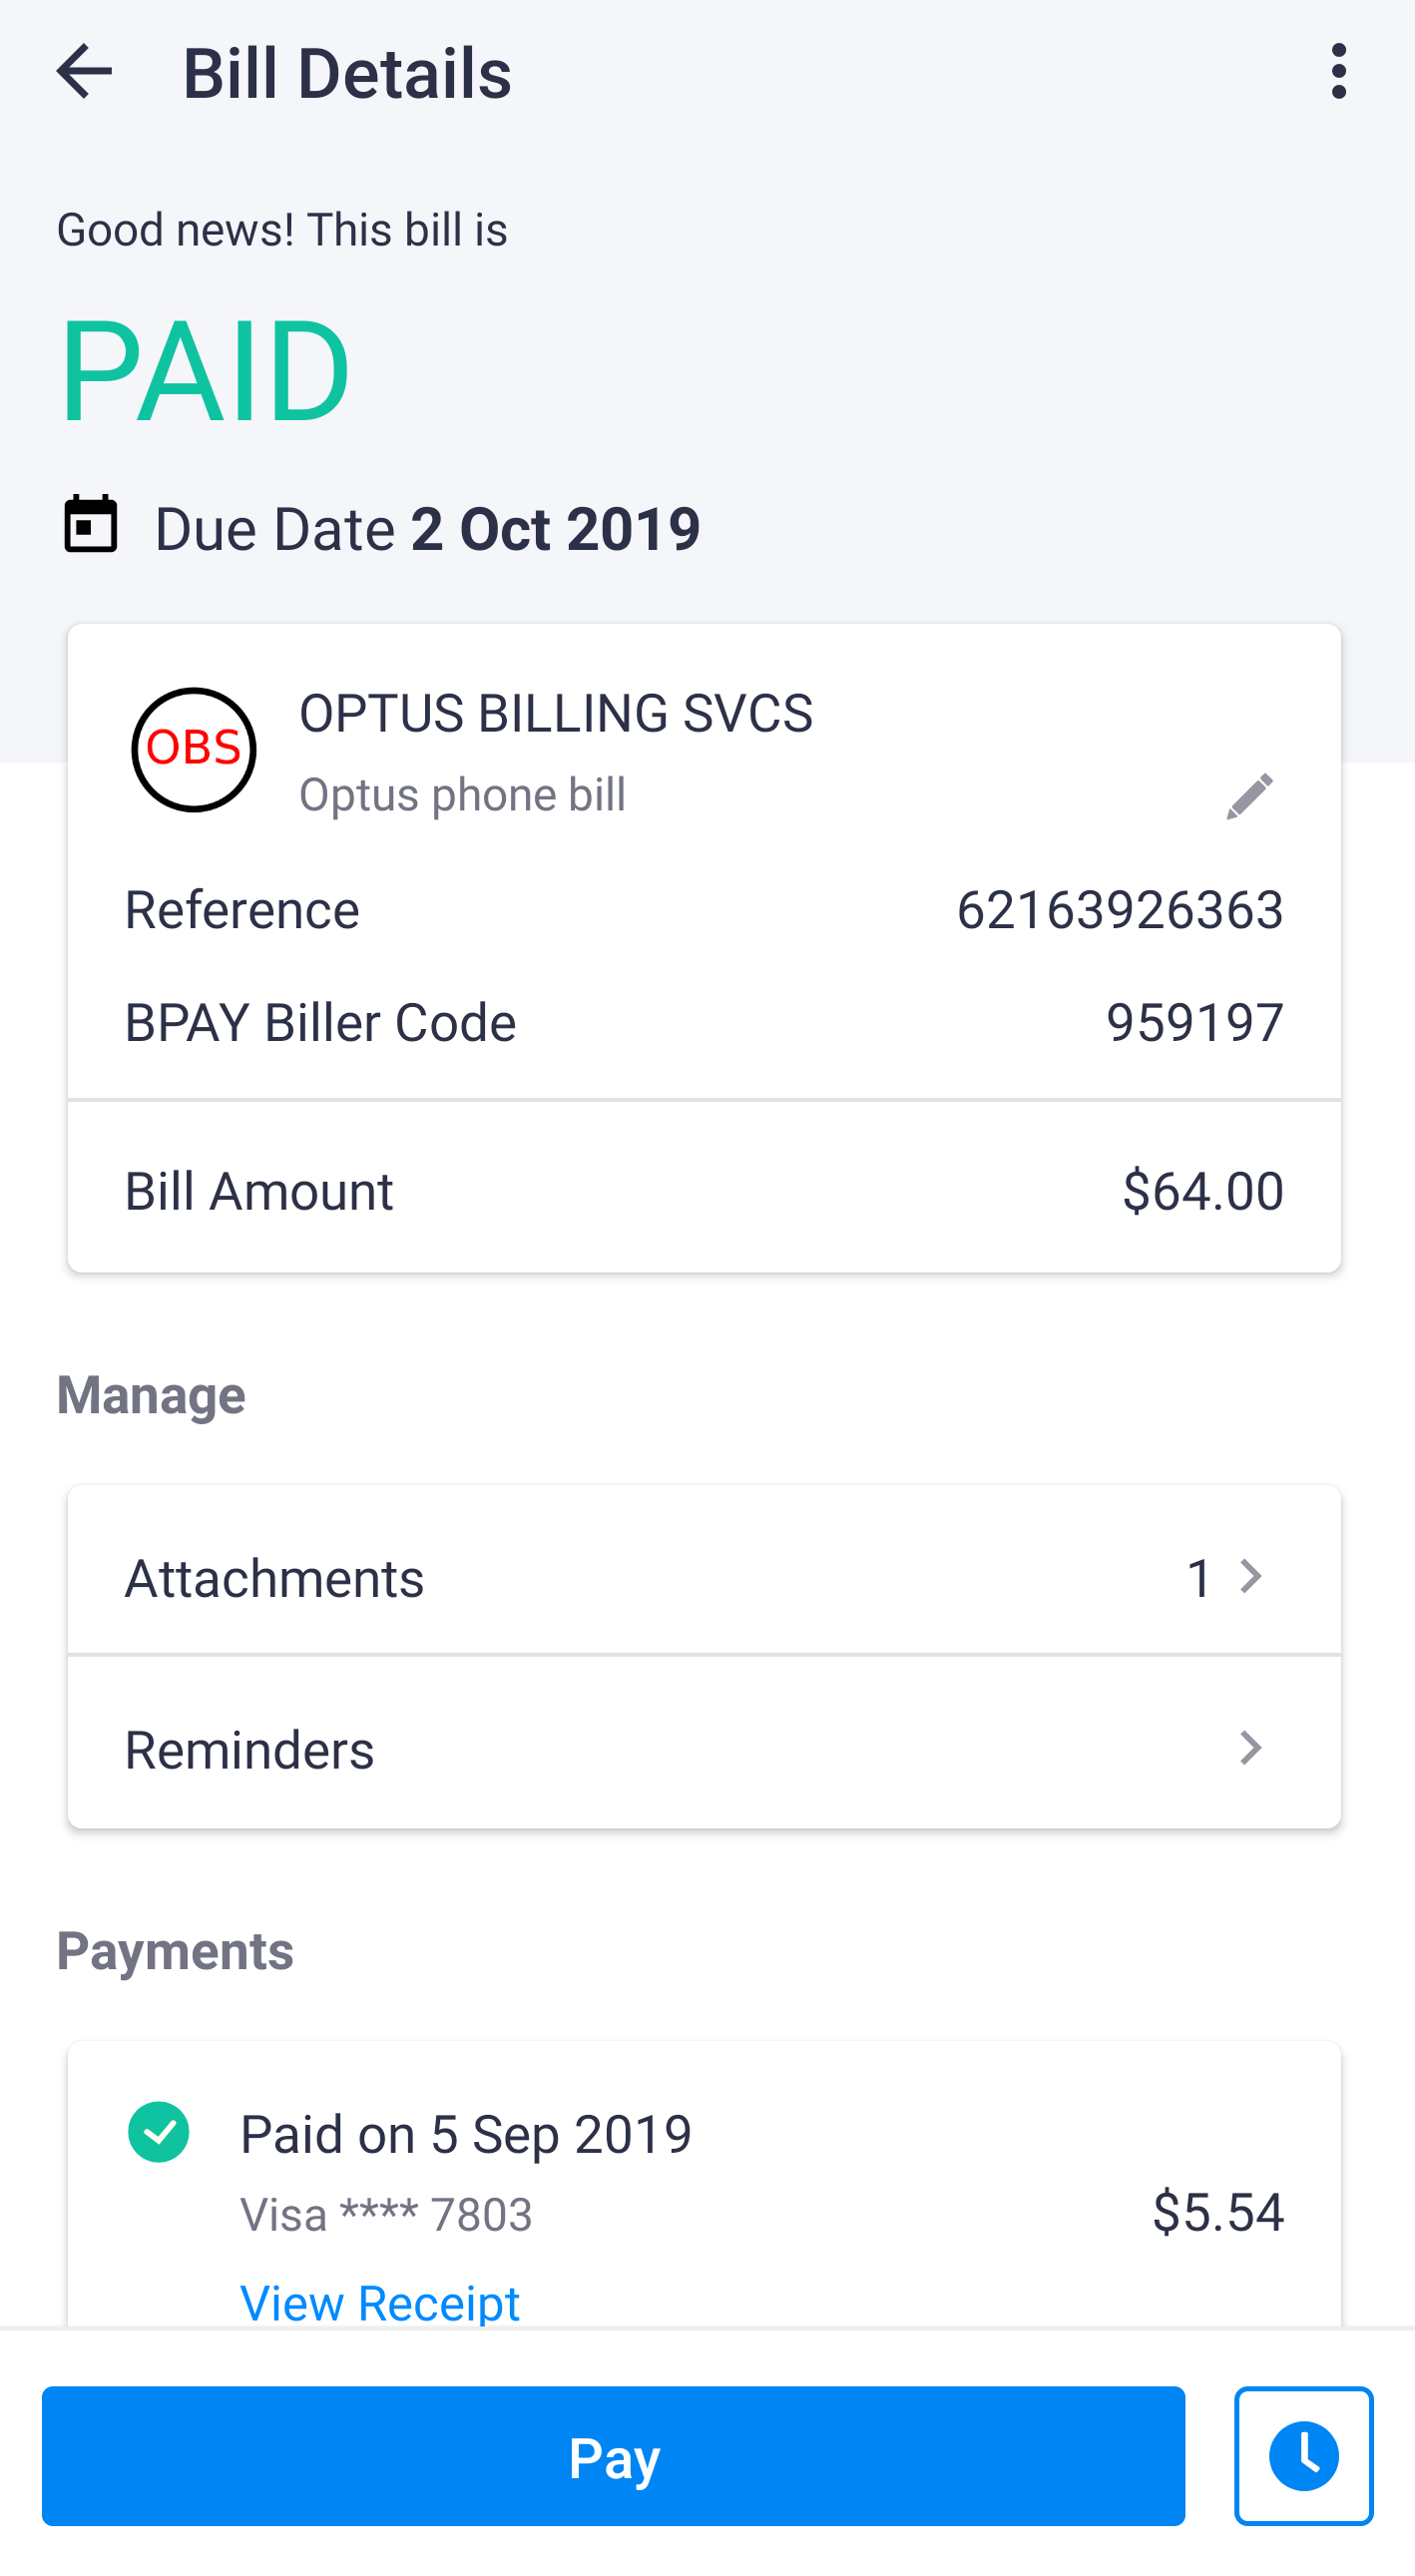 Bill Details
Good news! This bill is
PAID
Due Date 2 Oct 2019
OBS
OPTUS BILLING SVCS
Optus phone bill
Reference 62163926363
BPAY Biller Code 959197
Bill Amount $64.00
Manage
Attachments 1
Reminders
Payments
Paid on 5 Sep 2019
Visa **** 7803 $5.54
View Receipt
Pay